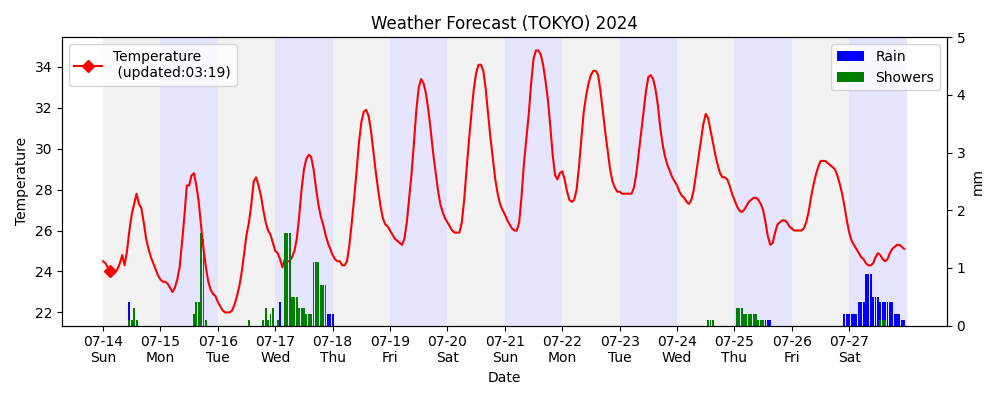 Weather Forecast (TOKYO) 2024
Temperature
(updated:03:19)
Rain
Showers
Temperature
34
32
30
28
26
24
22
5
4
3
2
1
0
mm
07-14 07-15 07-16 07-17 07-18 07-19 07-20 07-21 07-22 07-23 07-24 07-25 07-26 07-27
Sun Mon Tue Wed Thu Fri Sat Sun Mon Tue Wed Thu Fri Sat
Date